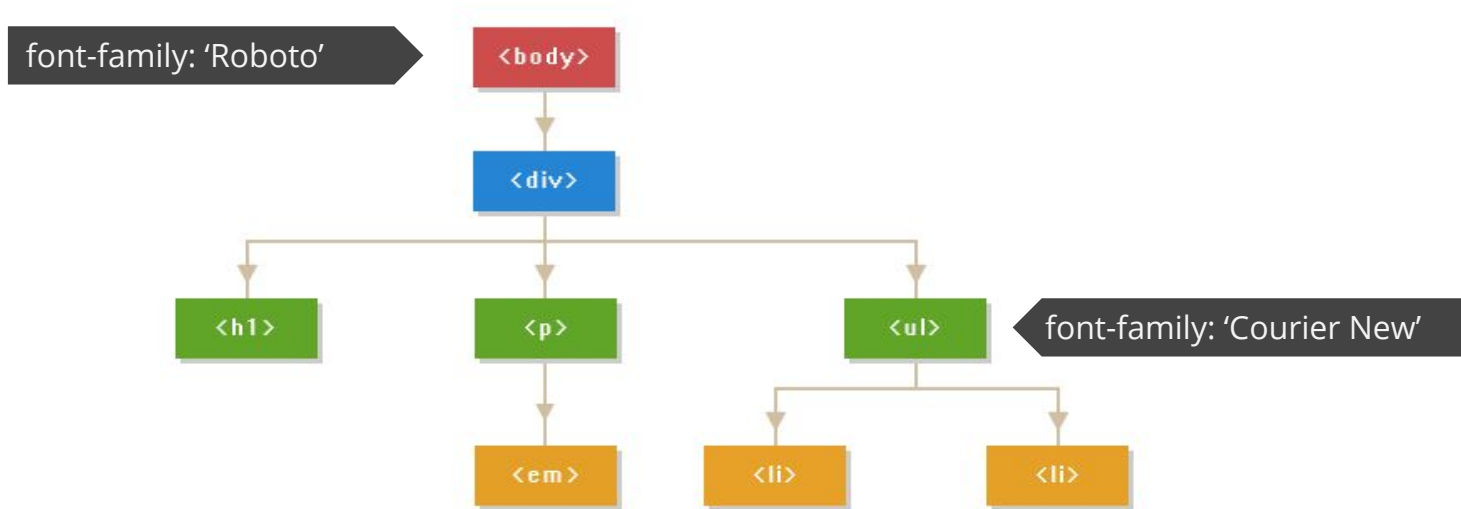 font-family: ‘Roboto’
<body>
<div>
<h1>
<p>
<ul>
font-family: ‘Courier New’
<em>
<li>
<li>